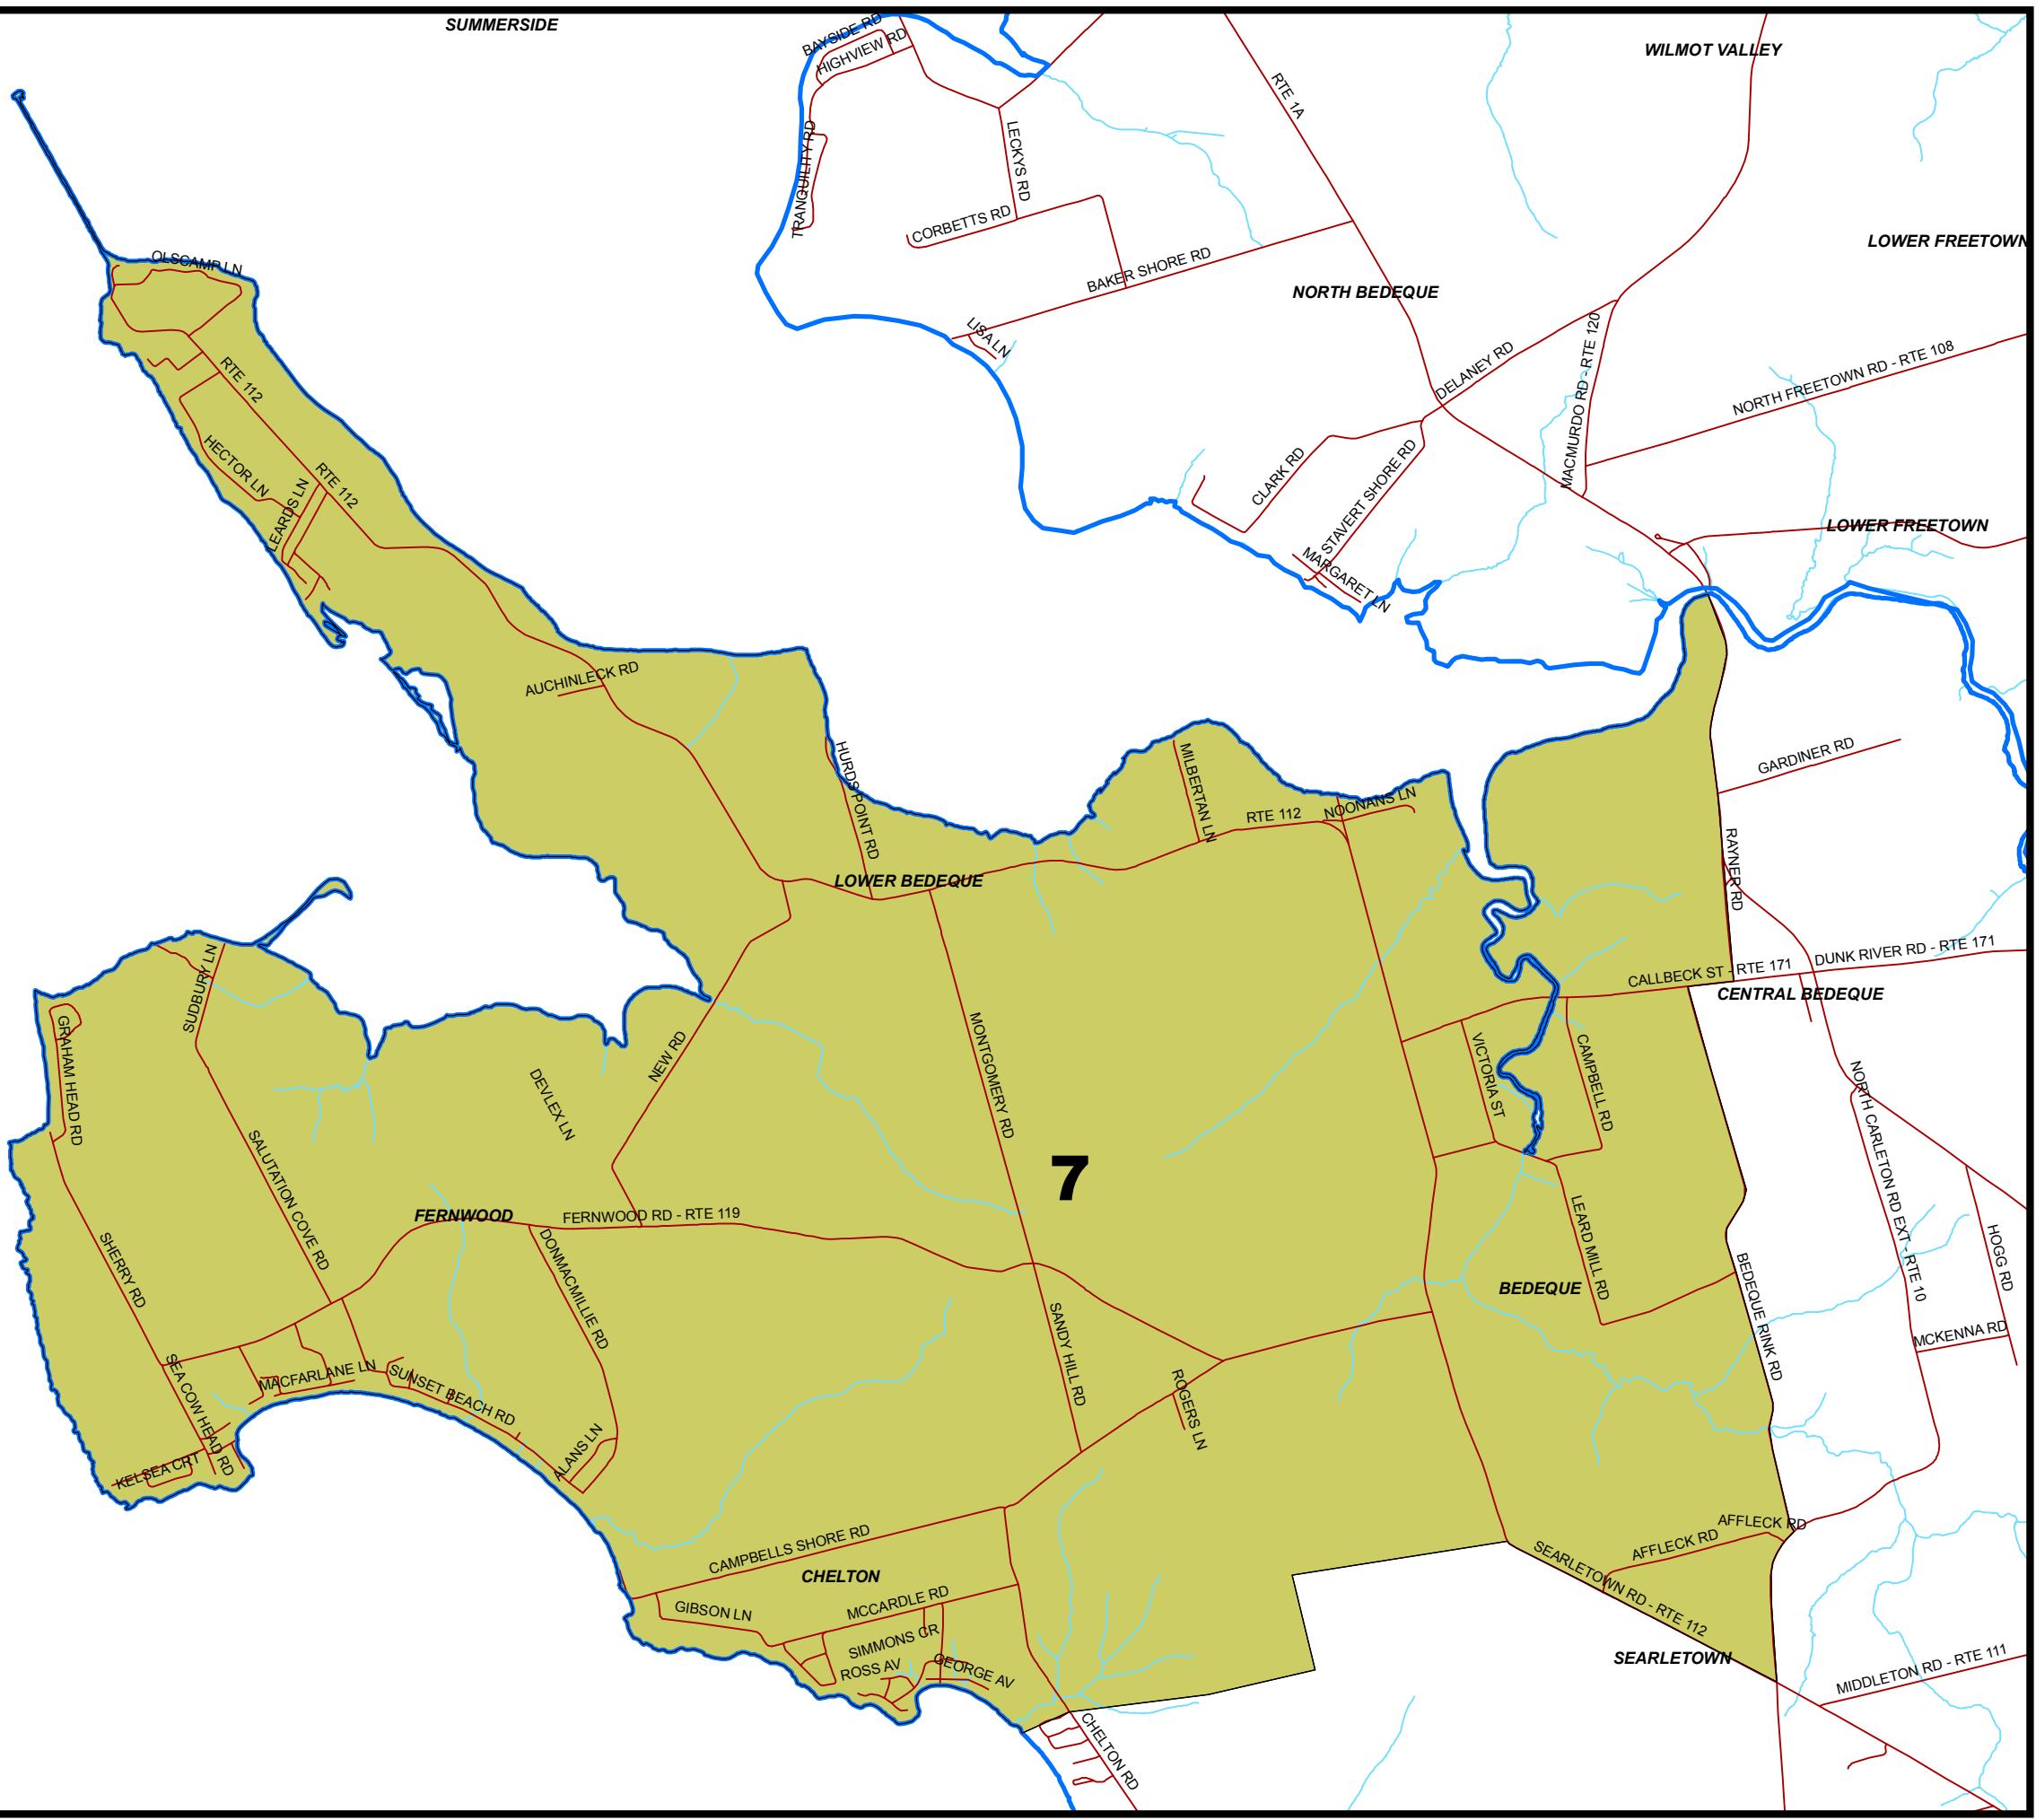 SUMMERSIDE
BAYSIDE RD
HIGHVIEW RD
WILMOT VALLEY
RTE 1A
TRANQUILITY RD
LECKYS RD
CORBETTS RD
LOWER FREETOWN
OLSCAMP LN
BAKER SHORE RD
NORTH BEDEQUE
LISA LN
MACMURDO RD - RTE 120
DELANEY RD
NORTH FREETOWN RD - RTE 108
RTE 112
HECTOR LN
RTE 112
LEARDS LN
CLARK RD
STAVERT SHORE RD
MARGARET LN
LOWER FREETOWN
AUCHINLECK RD
HURDS POINT RD
MILBERTAN LN
RTE 112
NOONANS LN
GARDINER RD
RAYNER RD
LOWER BEDEQUE
SUDBURY LN
CALLBECK ST - RTE 171
DUNK RIVER RD - RTE 171
CENTRAL BEDEQUE
GRAHAM HEAD RD
NEW RD
DEVLEX LN
MONTGOMERY RD
VICTORIA ST
CAMPBELL RD
NORTH CARLETON RD EXT - RTE 10
SALUTATION COVE RD
7
FERNWOOD
FERNWOOD RD - RTE 119
SHERRY RD
DONMACMILLIE RD
LEARD MILL RD
BEDEQUE
BEDEQUE RINK RD
HOGG RD
MCKENNA RD
SANDY HILL RD
SEA COW HEAD RD
MACFARLANE LN
SUNSET BEACH RD
ROGERS LN
ALANS LN
KELSEA CRT
CAMPBELLS SHORE RD
AFFLECK RD
AFFLECK RD
SEARLETOWN RD - RTE 112
CHELTON
GIBSON LN
MCCARDLE RD
SIMMONS CR
ROSS AV
GEORGE AV
SEARLETOWN
MIDDLETON RD - RTE 111
CHELTON RD